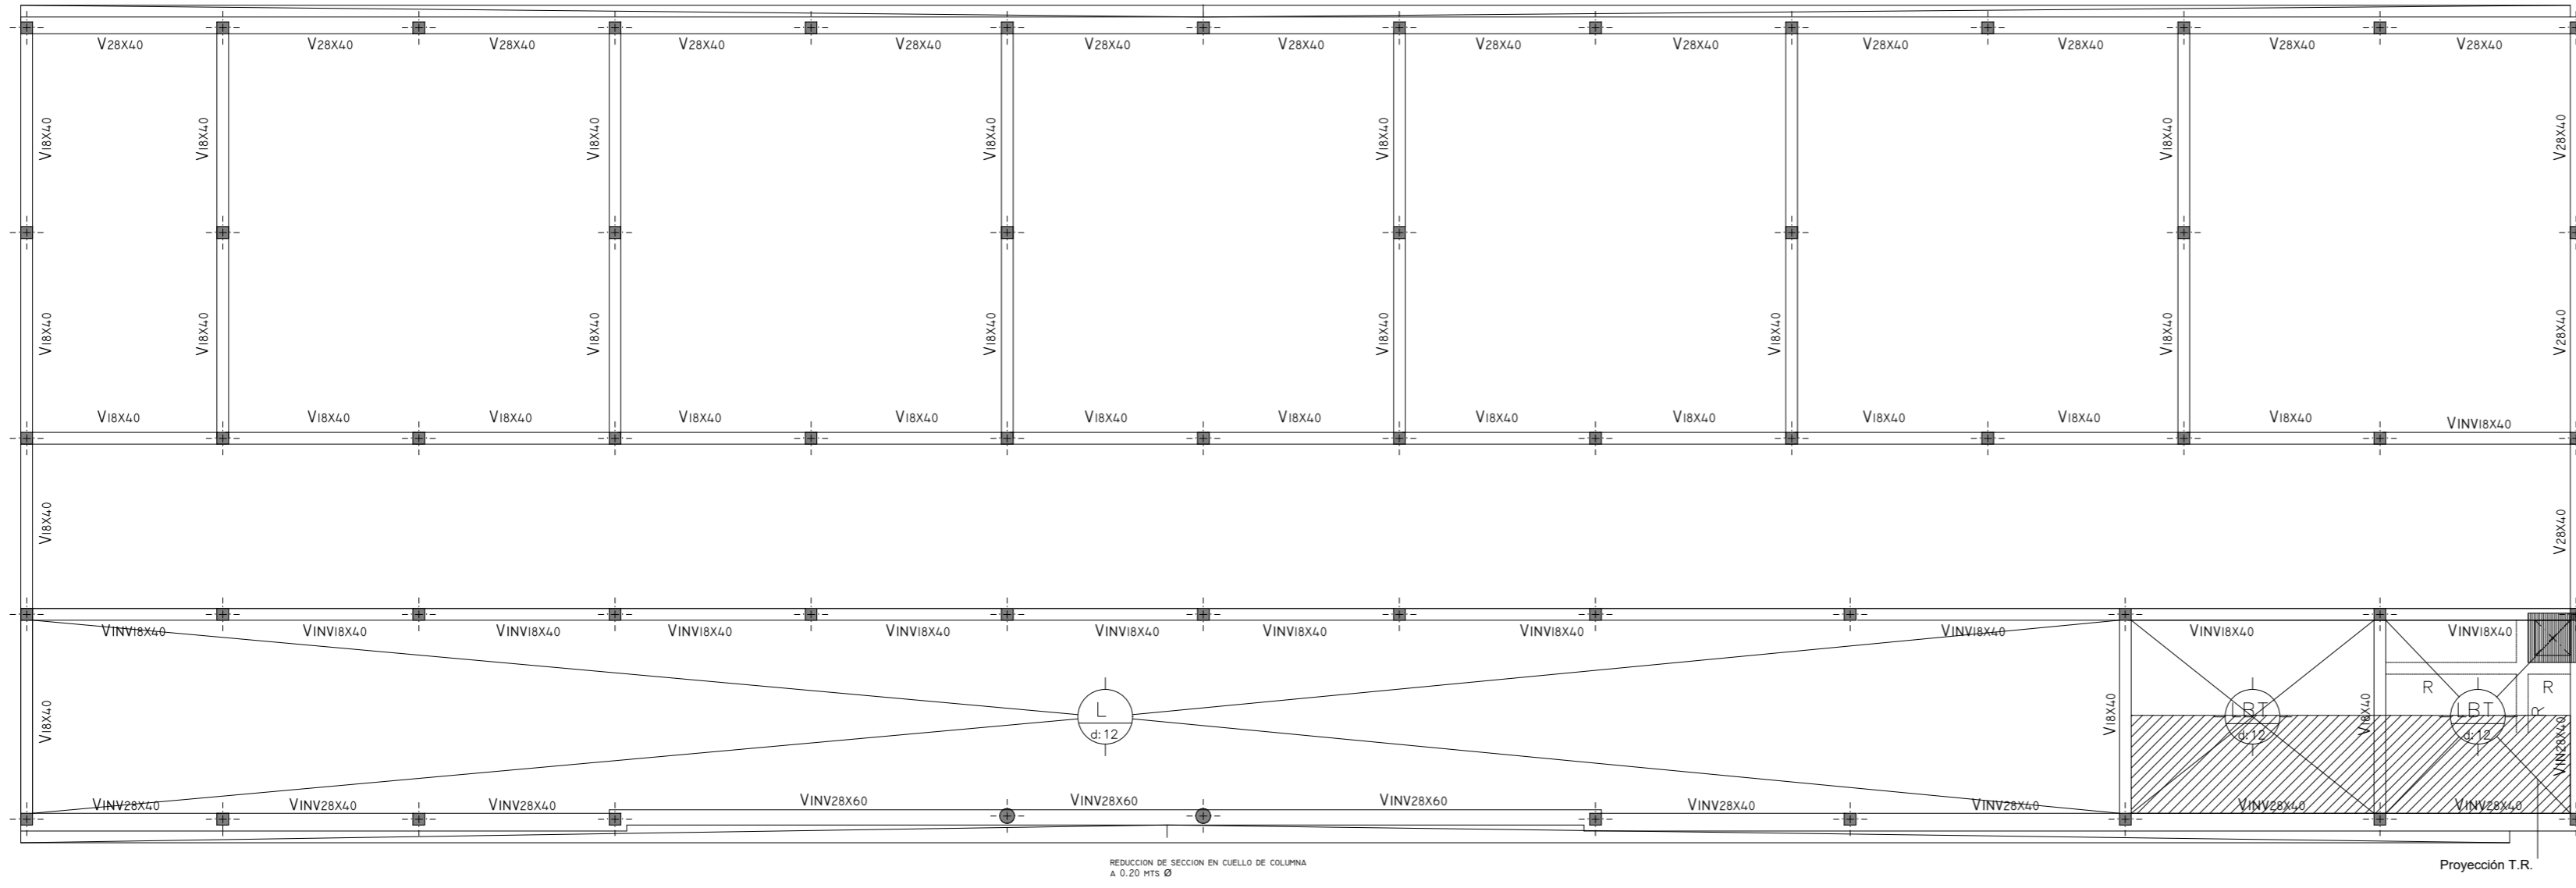 V28X40 V28X40 V28X40 V28X40 V28X40 V28X40 V28X40 V28X40 V28X40 V28X40 V28X40 V28X40 V28X40
V18X40 V18X40 V18X40 V18X40 V18X40 V18X40 V28X40
V18X40 V18X40 V18X40 V18X40 V18X40 V18X40 V18X40 V28X40
V18X40 V18X40 V18X40 V18X40 V18X40 V18X40 V18X40 V18X40 V18X40 V18X40 V18X40 V18X40 VINV18X40
V18X40 V28X40
VINV18X40 VINV18X40 VINV18X40 VINV18X40 VINV18X40 VINV18X40 VINV18X40 VINV18X40 VINV18X40 VINV18X40 VINV18X40
R R
R
V18X40 L V18X40 LBT V18X40 LBT VIN28X40
d:12 d:12 d:12
VINV28X40 VINV28X40 VINV28X40 VINV28X60 VINV28X60 VINV28X60 VINV28X40 VINV28X40 VINV28X40 VINV28X40
REDUCCION DE SECCION EN CUELLO DE COLUMNA
A 0.20 MTS Ø
Proyección T.R.